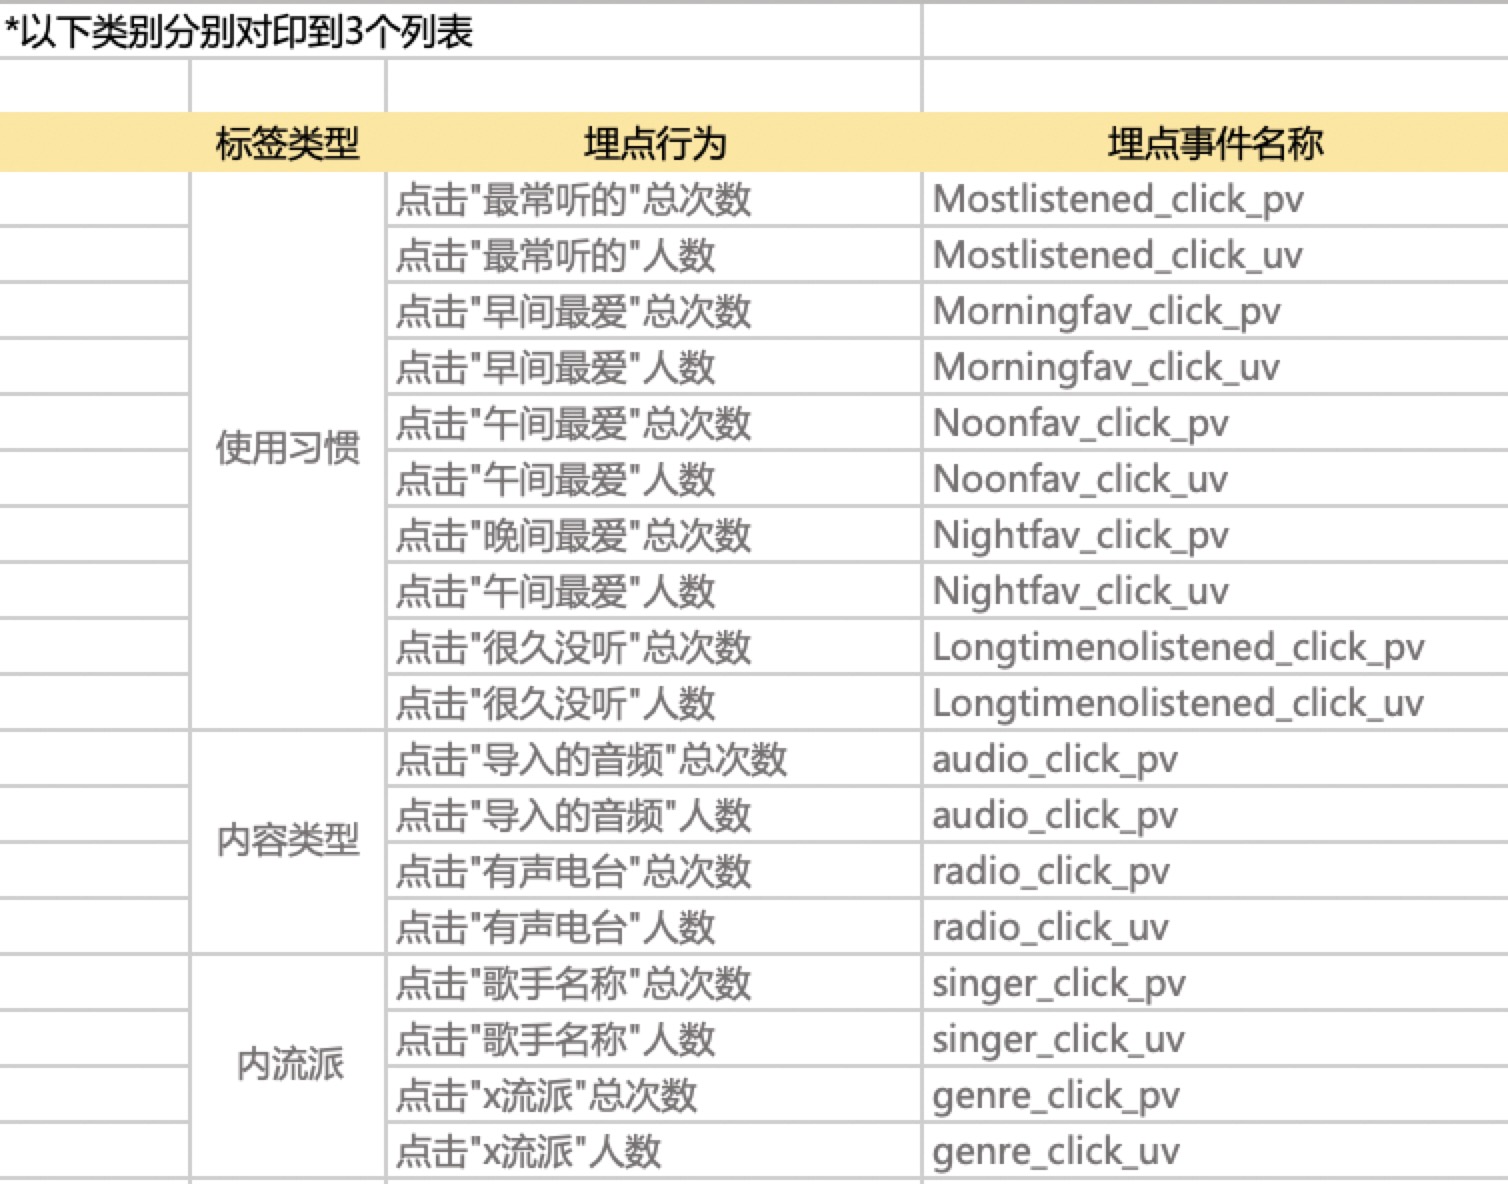 *以下类别分别对印到3个列表
标签类型 埋点行为 埋点事件名称
使用习惯
点击"最常听的"总次数 Mostlistened_click_pv
点击"最常听的"人数 Mostlistened_click_uv
点击"早间最爱"总次数 Morningfav_click_pv
点击"早间最爱"人数 Morningfav_click_uv
点击"午间最爱"总次数 Noonfav_click_pv
点击"午间最爱"人数 Noonfav_click_uv
点击"晚间最爱"总次数 Nightfav_click_pv
点击"午间最爱"人数 Nightfav_click_uv
点击"很久没听"总次数 Longtimenolistened_click_pv
点击"很久没听"人数 Longtimenolistened_click_uv
内容类型
点击"导入的音频"总次数 audio_click_pv
点击"导入的音频"人数 audio_click_pv
点击"有声电台"总次数 radio_click_pv
点击"有声电台"人数 radio_click_uv
内流派
点击"歌手名称"总次数 singer_click_pv
点击"歌手名称"人数 singer_click_uv
点击"x流派"总次数 genre_click_pv
点击"x流派"人数 genre_click_uv